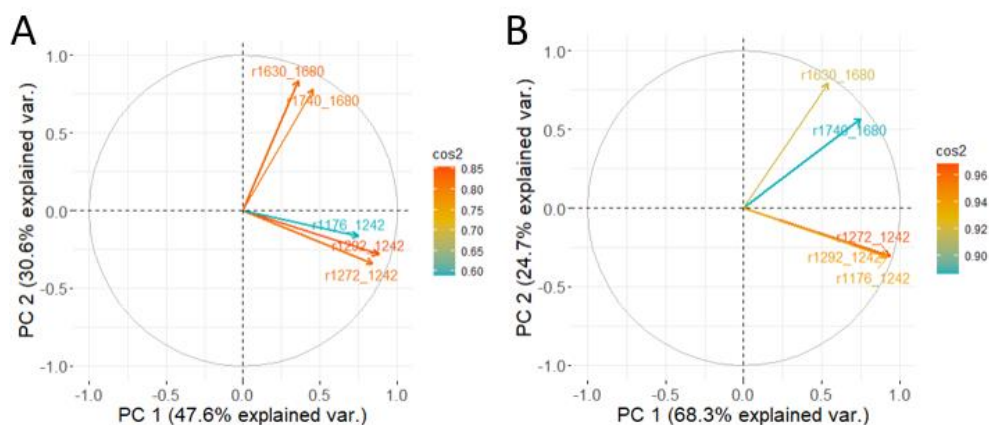 A
1.0
0.5
0.0
-0.5
-1.0
PC 2 (30.6% explained var.)
r1630_1680
r1740_1680
r1176_1242
r1292_1242
r1272_1242
-1.0
-0.5
0.0
0.5
1.0
PC 1 (47.6% explained var.)
cos2
0.85
0.80
0.75
0.70
0.65
0.60
B
1.0
0.5
0.0
-0.5
-1.0
PC 2 (24.7% explained var.)
r1630_1680
r1740_1680
r1272_1242
r1292_1242
r1176_1242
-1.0
-0.5
0.0
0.5
1.0
PC 1 (68.3% explained var.)
cos2
0.96
0.94
0.92
0.90